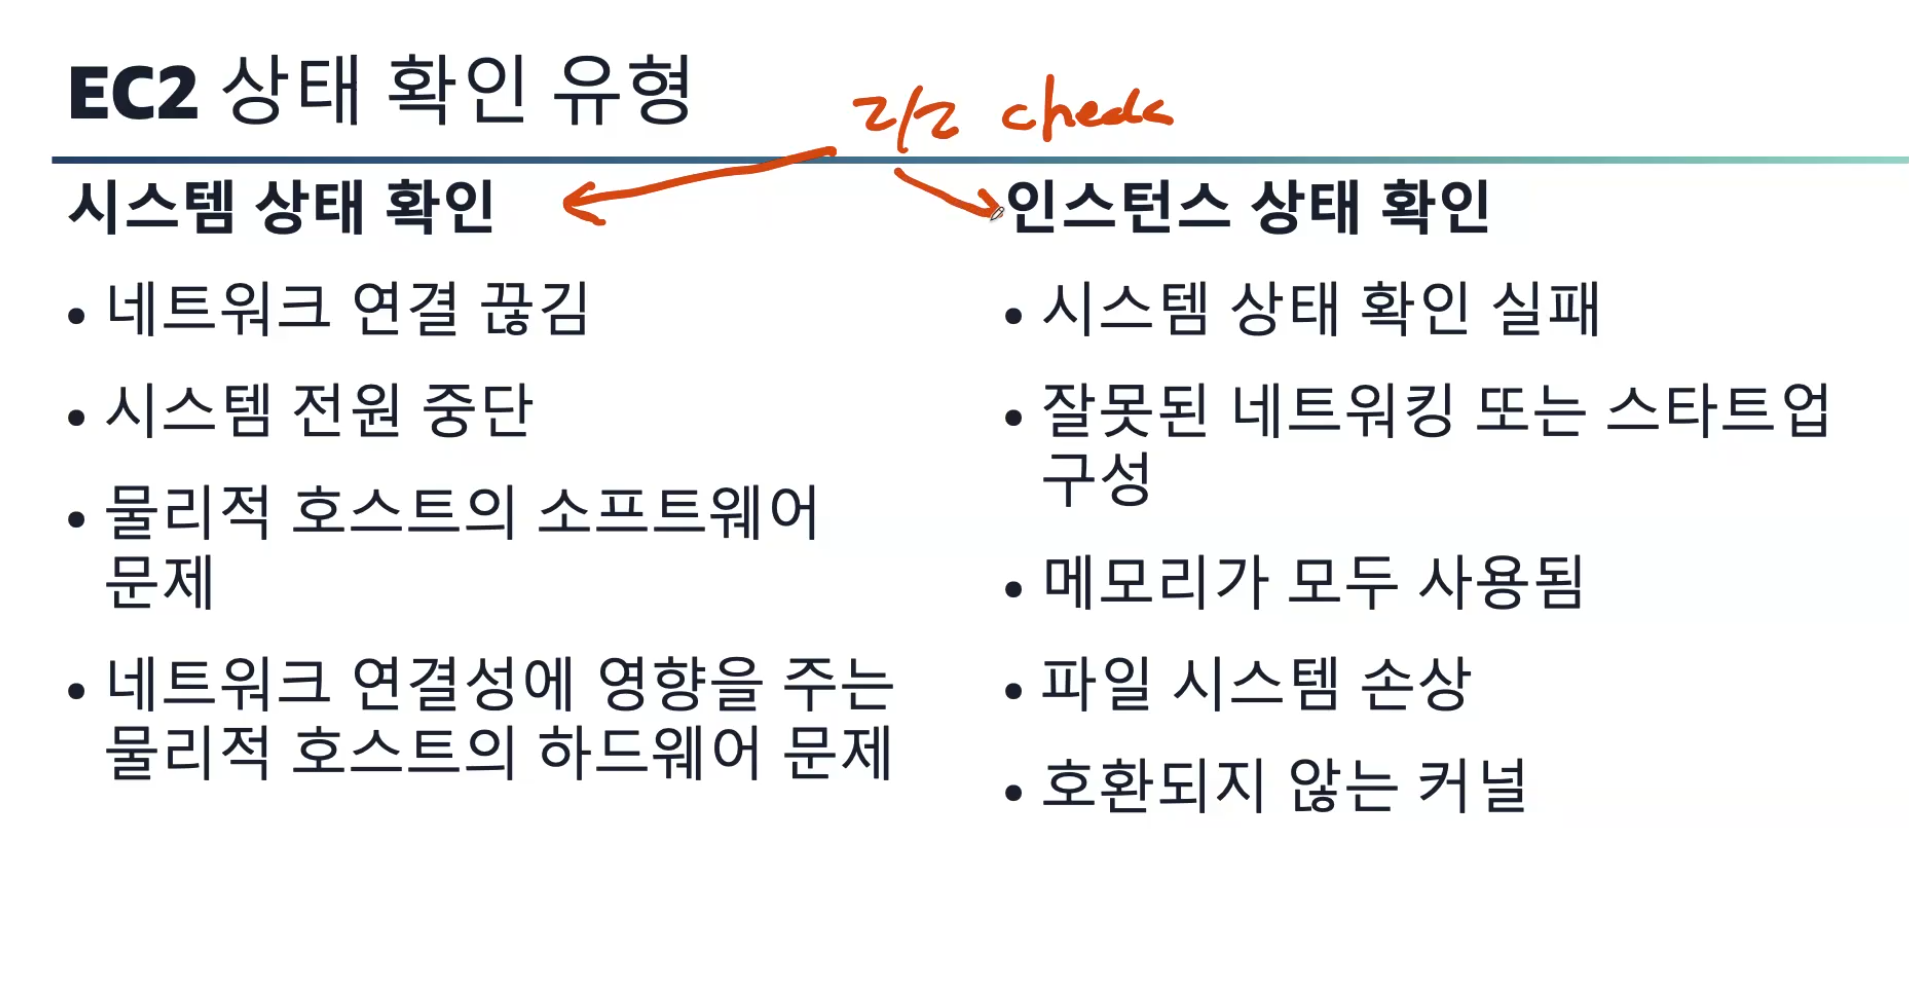 EC2 상태 확인 유형
2/2 check
시스템 상태 확인
• 네트워크 연결 끊김
• 시스템 전원 중단
• 물리적 호스트의 소프트웨어
문제
• 네트워크 연결성에 영향을 주는
물리적 호스트의 하드웨어 문제
인스턴스 상태 확인
• 시스템 상태 확인 실패
• 잘못된 네트워킹 또는 스타트업
구성
• 메모리가 모두 사용됨
• 파일 시스템 손상
• 호환되지 않는 커널